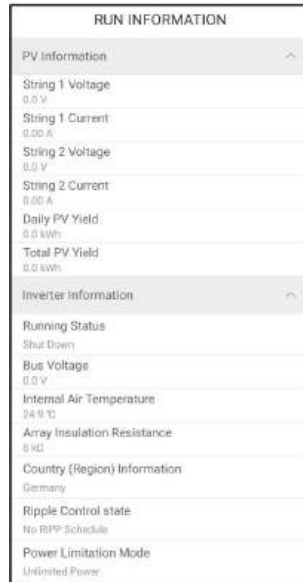 RUN INFORMATION
PV Information
String 1 Voltage
0.0 V
String 1 Current
0.00 A
String 2 Voltage
0.0 V
String 2 Current
0.00 A
Daily PV Yield
0.0 kWh
Total PV Yield
0.0 kWh
Inverter Information
Running Status
Shut Down
Bus Voltage
0.0 V
Internal Air Temperature
24.9 ℃
Array Insulation Resistance
0 kΩ
Country (Region) Information
Germany
Ripple Control state
No RIPP Schedule
Power Limitation Mode
Unlimited Power